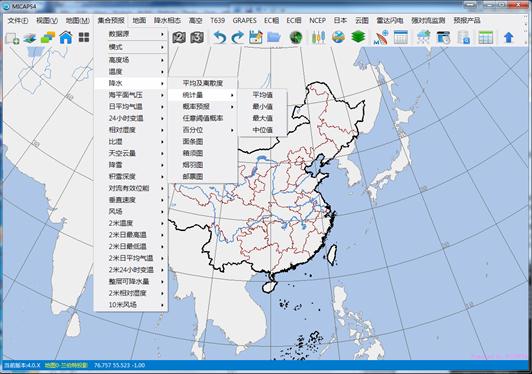 MICAPS4
文件(F) 视图(V) 地图(M) 集合预报 地面 降水相态 高空 T639 GRAPES EC粗 EC细 NCEP 日本 云图 雷达闪电 强对流监测 预报产品
数据源
模式
高度场
温度
降水
海平面气压
日平均气温
24小时变温
相对湿度
比湿
天空云量
降雪
积雪深度
对流有效位能
垂直速度
风场
2米温度
2米日最高温
2米日最低温
2米日平均气温
2米24小时变温
整层可降水量
2米相对湿度
10米风场
平均及离散度
统计量
概率预报
任意阈值概率
百分位
面条图
烟羽图
邮票图
平均值
最小值
最大值
中位值
当前版本:4.0.X 地图0-兰伯特投影 76.757 55.523 -1.00